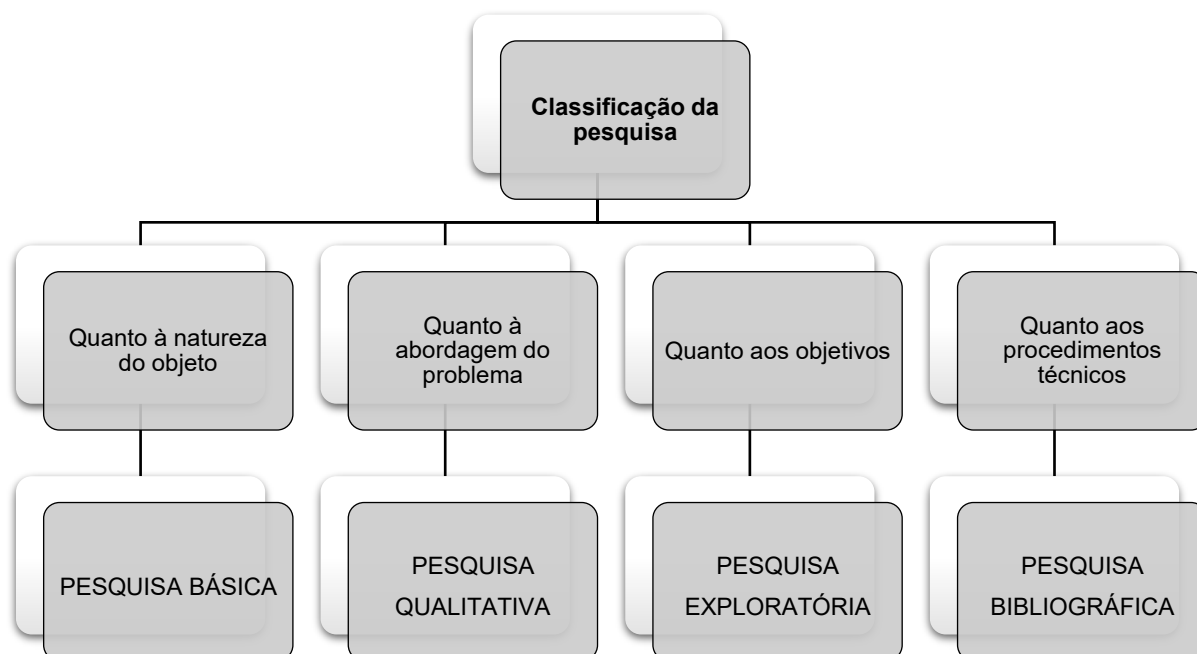 Classificação da
pesquisa
Quanto à natureza
do objeto
Quanto à
abordagem do
problema
Quanto aos objetivos
Quanto aos
procedimentos
técnicos
PESQUISA BÁSICA
PESQUISA
QUALITATIVA
PESQUISA
EXPLORATÓRIA
PESQUISA
BIBLIOGRÁFICA